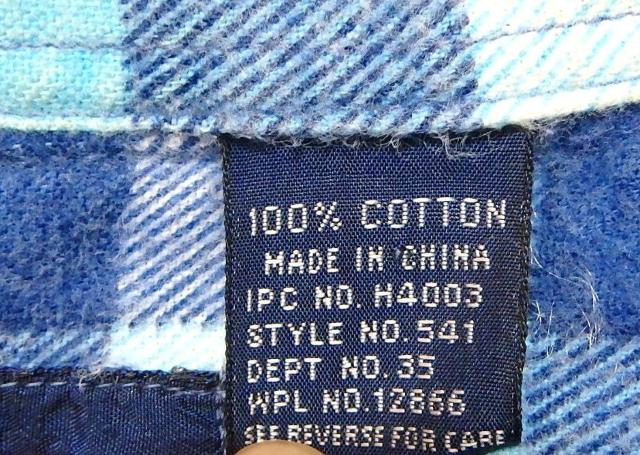 100% COTTON
MADE IN CHINA
IPC NO. H4003
STYLE NO. 541
DEPT NO. 35
WPL NO. 12866
SEE REVERSE FOR CARE